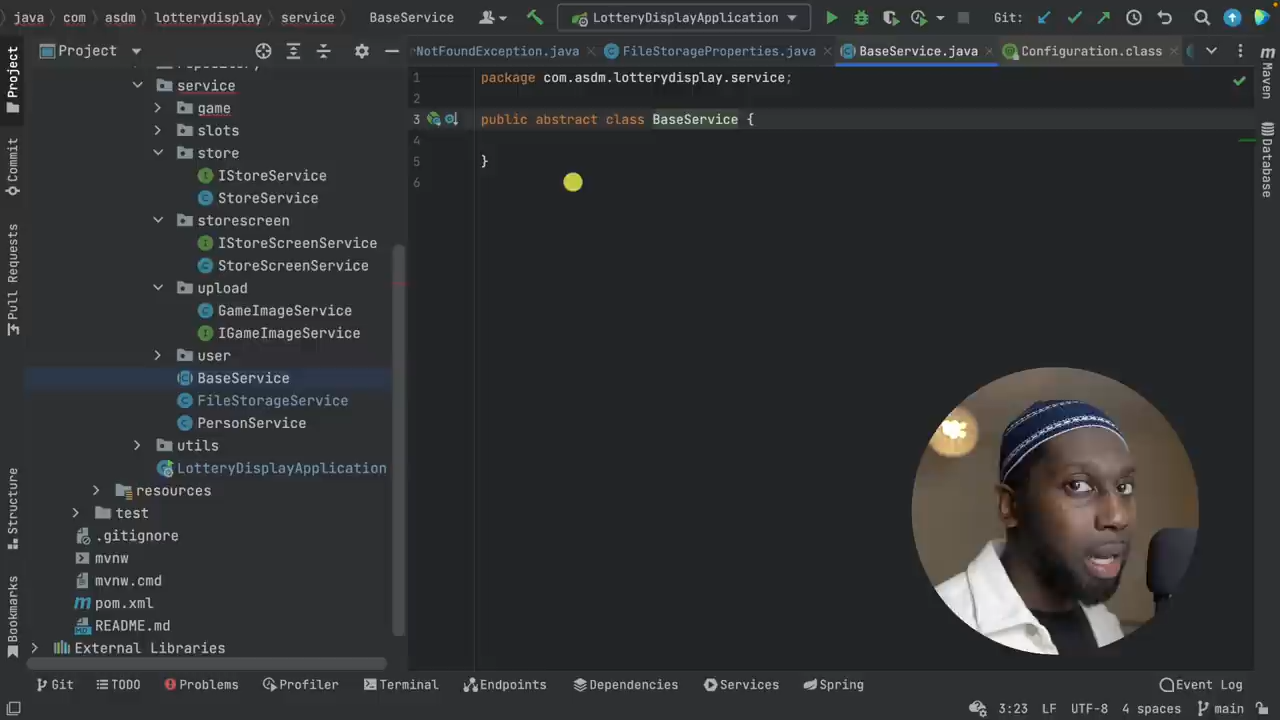 java com asdm lotterydisplay service BaseService LotteryDisplayApplication Git:
Project NotFoundException.java FileStorageProperties.java BaseService.java Configuration.class
service
game
slots
store
IStoreService
StoreService
storescreen
IStoreScreenService
StoreScreenService
upload
GameImageService
IGameImageService
user
BaseService
FileStorageService
PersonService
utils
LotteryDisplayApplication
resources
test
.gitignore
mvnw
mvnw.cmd
pom.xml
README.md
External Libraries
1 package com.asdm.lotterydisplay.service;
2
3 public abstract class BaseService {
4
5 }
6
Project
Commit
Pull Requests
Structure
Bookmarks
Maven
Database
Git TODO Problems Profiler Terminal Endpoints Dependencies Services Spring Event Log
3:23 LF UTF-8 4 spaces main